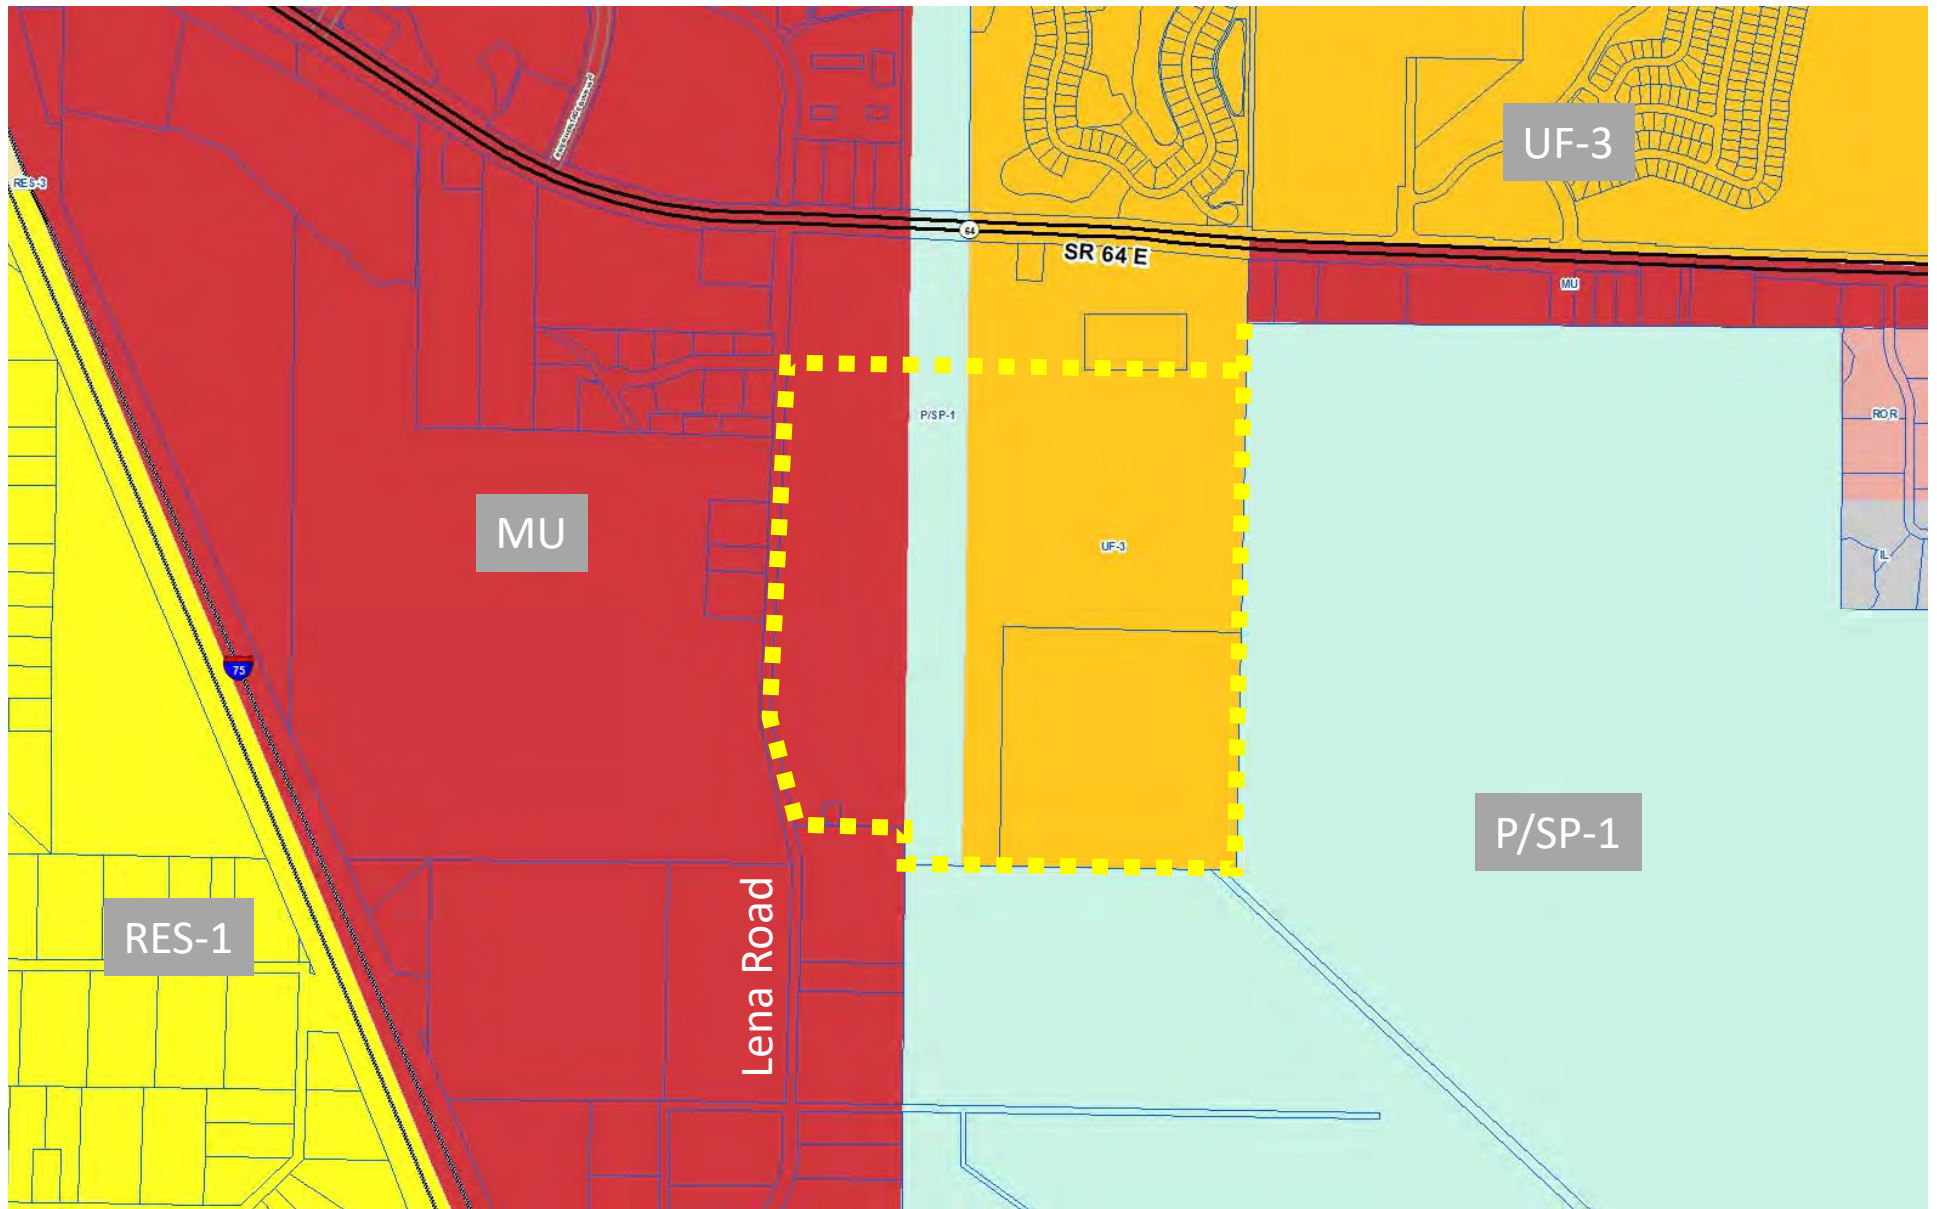 UF-3
RES-3
64
SR 64 E
MU
P/SP-1
ROR
MU
UF-3
IL
75
P/SP-1
RES-1
Lena Road